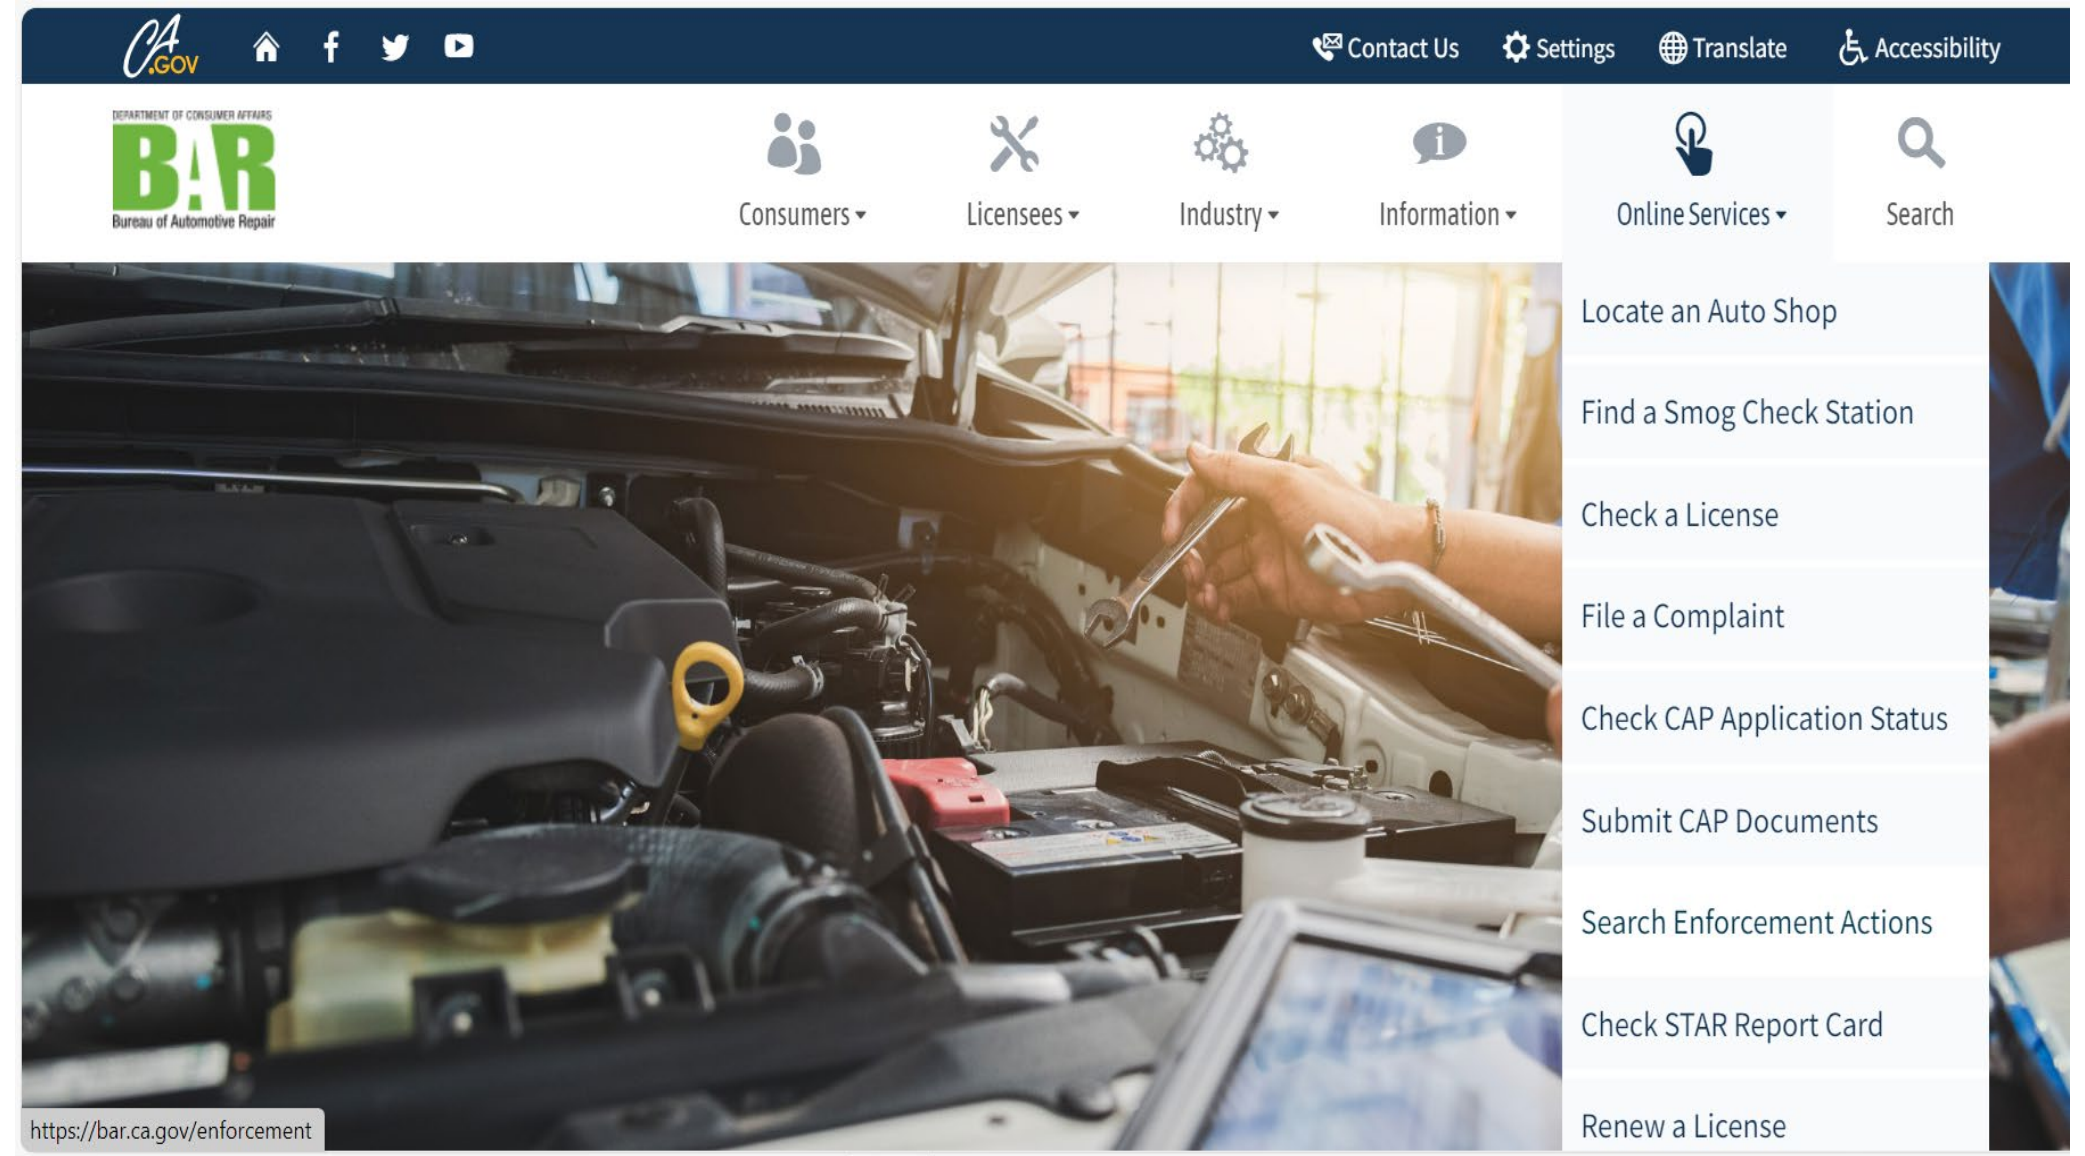 CA
.GOV
Contact Us
Settings
Translate
Accessibility
DEPARTMENT OF CONSUMER AFFAIRS
BAR
Bureau of Automotive Repair
Consumers
Licensees
Industry
Information
Online Services
Search
Locate an Auto Shop
Find a Smog Check Station
Check a License
File a Complaint
Check CAP Application Status
Submit CAP Documents
Search Enforcement Actions
Check STAR Report Card
Renew a License
https://bar.ca.gov/enforcement